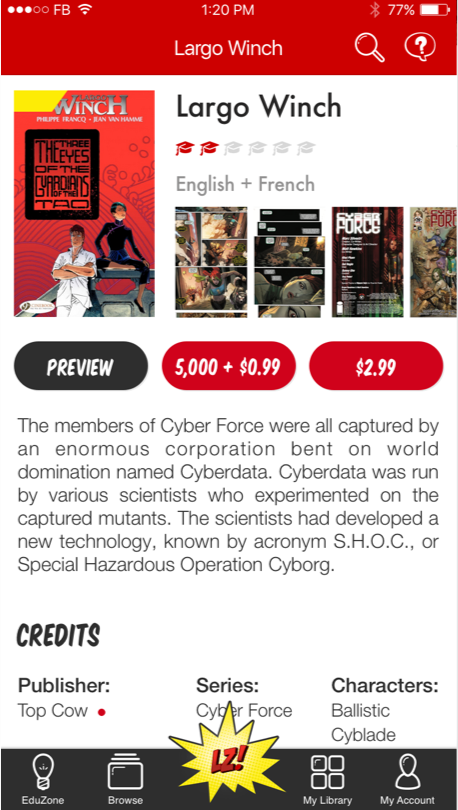 FB
1:20 PM
77%
Largo Winch
LARGO
WINCH
PHILIPPE FRANCQ - JEAN VAN HAMME
THE THREE
EYES
OF THE
GUARDIANS
OF THE
TAO
Largo Winch
English + French
CYBER
FORCE
PREVIEW
5,000 + $0.99
$2.99
The members of Cyber Force were all captured by
an enormous corporation bent on world
domination named Cyberdata. Cyberdata was run
by various scientists who experimented on the
captured mutants. The scientists had developed a
new technology, known by acronym S.H.O.C., or
Special Hazardous Operation Cyborg.
CREDITS
Publisher:
Top Cow
Series:
Cyber Force
Characters:
Ballistic
Cyblade
LZ!
EduZone
Browse
My Library
My Account